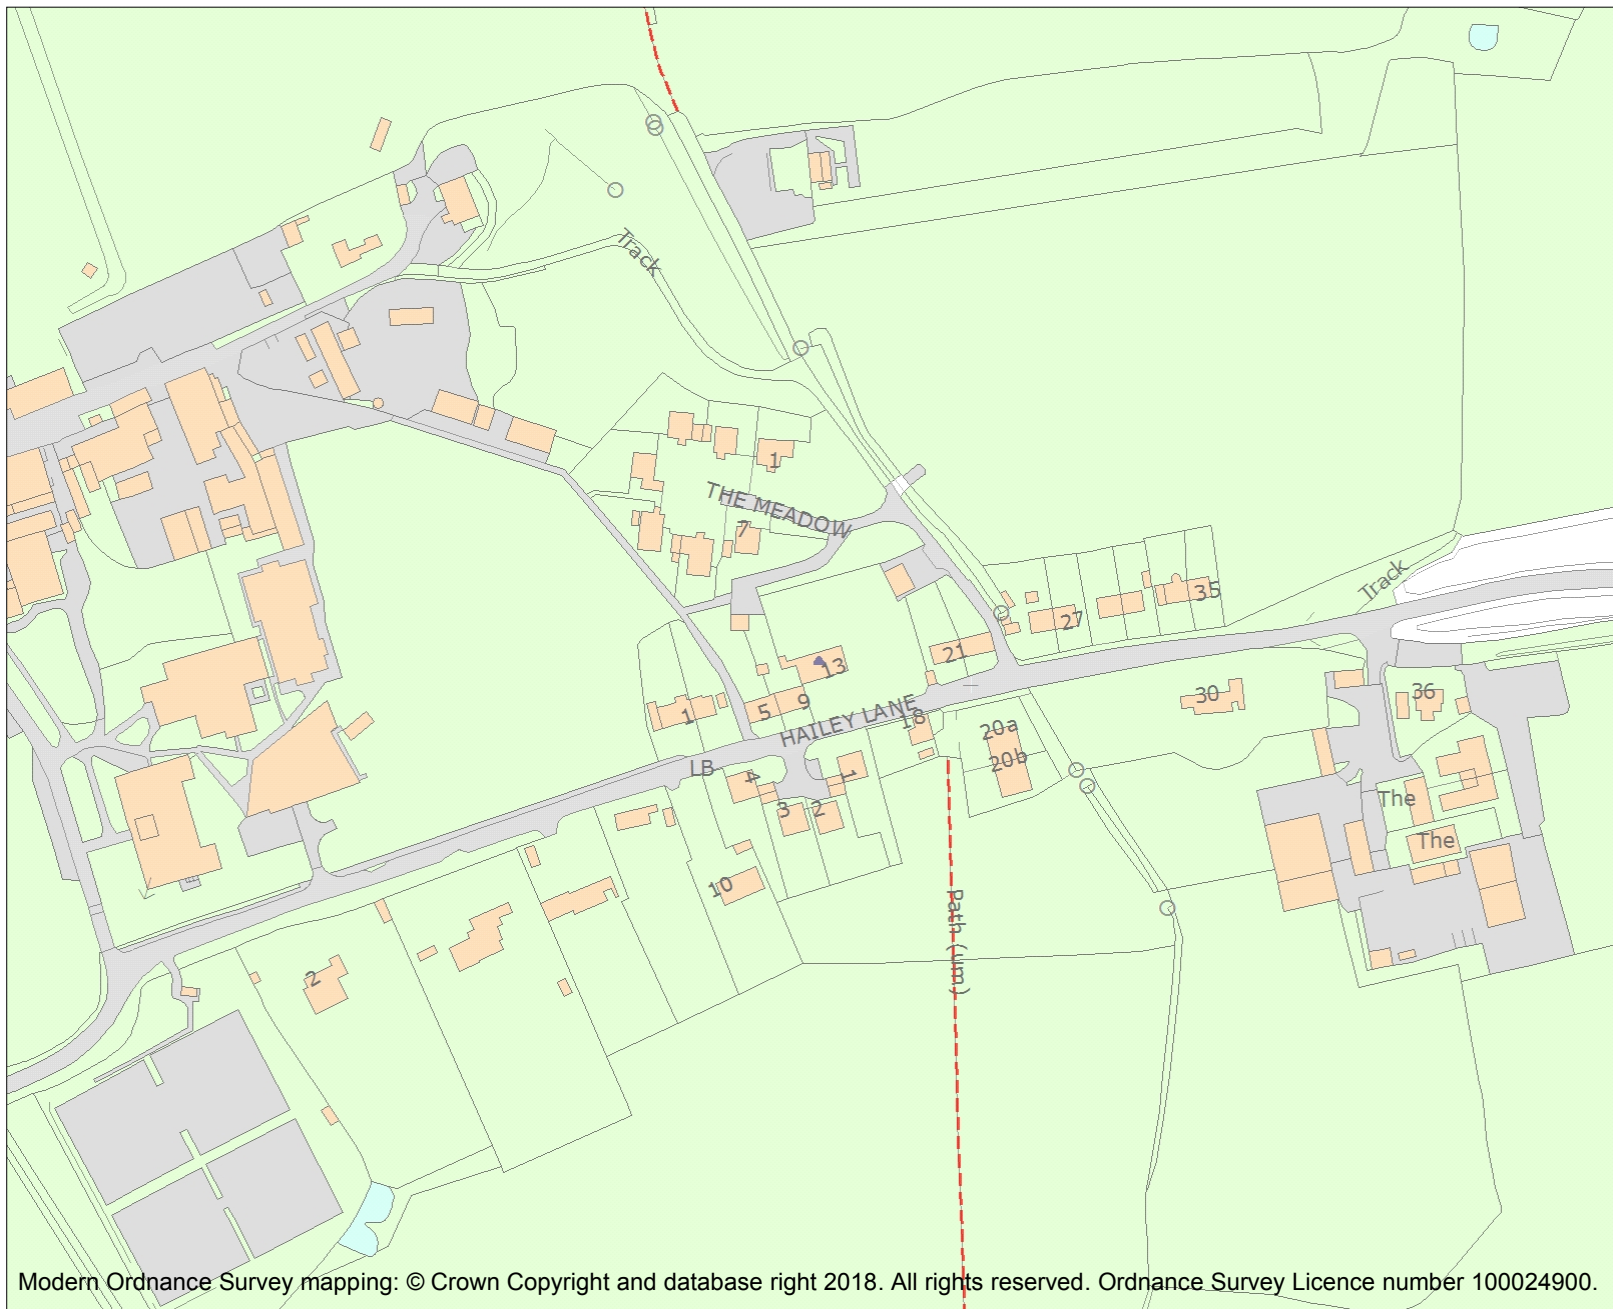 Track
1
THE MEADOW
7
Track
27
35
21
13
1
5
9
HAILEY LANE
18
30
36
20a
20b
LB
4
1
3
2
The
The
10
Path (um)
2
Modern Ordnance Survey mapping: © Crown Copyright and database right 2018. All rights reserved. Ordnance Survey Licence number 100024900.